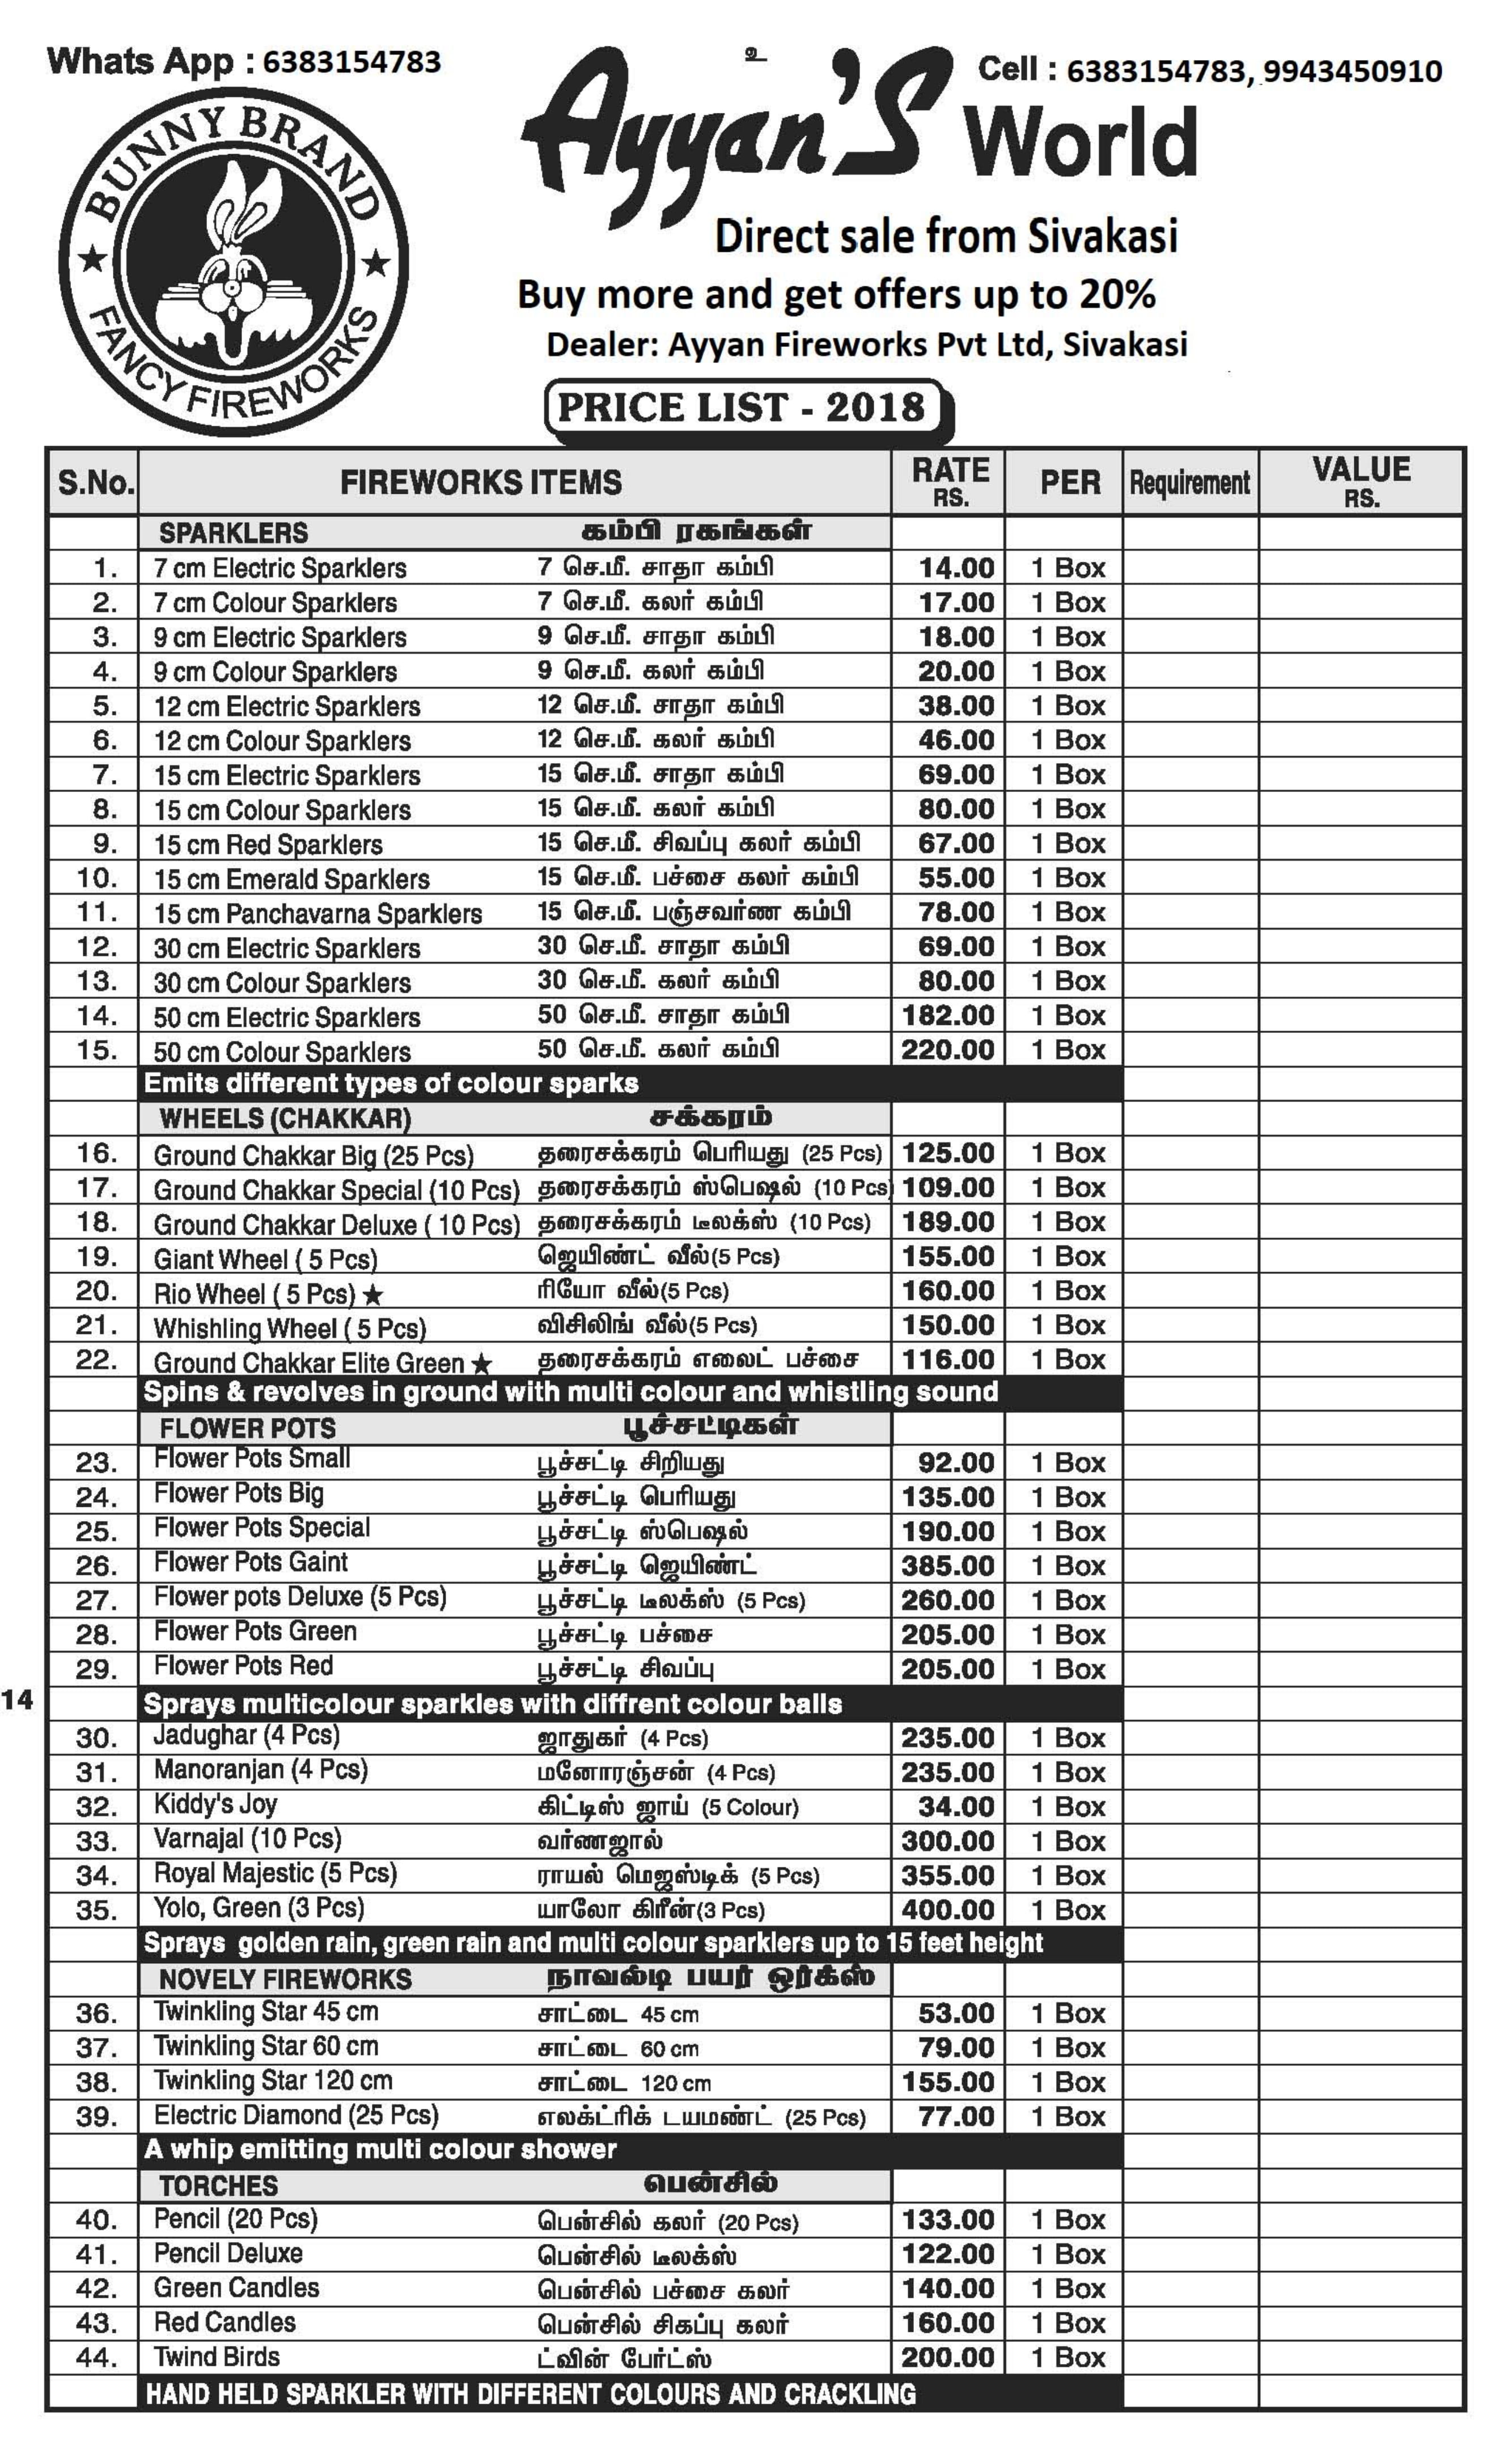 Whats App : 6383154783
உ
Cell : 6383154783, 9943450910
BUNNY BRAND
FANCY FIREWORKS
Ayyan'S World
Direct sale from Sivakasi
Buy more and get offers up to 20%
Dealer: Ayyan Fireworks Pvt Ltd, Sivakasi
PRICE LIST - 2018
S.No. FIREWORKS ITEMS RATE RS. PER Requirement VALUE RS.
SPARKLERS கம்பி ரகங்கள்
1. 7 cm Electric Sparklers 7 செ.மீ. சாதா கம்பி 14.00 1 Box
2. 7 cm Colour Sparklers 7 செ.மீ. கலர் கம்பி 17.00 1 Box
3. 9 cm Electric Sparklers 9 செ.மீ. சாதா கம்பி 18.00 1 Box
4. 9 cm Colour Sparklers 9 செ.மீ. கலர் கம்பி 20.00 1 Box
5. 12 cm Electric Sparklers 12 செ.மீ. சாதா கம்பி 38.00 1 Box
6. 12 cm Colour Sparklers 12 செ.மீ. கலர் கம்பி 46.00 1 Box
7. 15 cm Electric Sparklers 15 செ.மீ. சாதா கம்பி 69.00 1 Box
8. 15 cm Colour Sparklers 15 செ.மீ. கலர் கம்பி 80.00 1 Box
9. 15 cm Red Sparklers 15 செ.மீ. சிவப்பு கலர் கம்பி 67.00 1 Box
10. 15 cm Emerald Sparklers 15 செ.மீ. பச்சை கலர் கம்பி 55.00 1 Box
11. 15 cm Panchavarna Sparklers 15 செ.மீ. பஞ்சவர்ண கம்பி 78.00 1 Box
12. 30 cm Electric Sparklers 30 செ.மீ. சாதா கம்பி 69.00 1 Box
13. 30 cm Colour Sparklers 30 செ.மீ. கலர் கம்பி 80.00 1 Box
14. 50 cm Electric Sparklers 50 செ.மீ. சாதா கம்பி 182.00 1 Box
15. 50 cm Colour Sparklers 50 செ.மீ. கலர் கம்பி 220.00 1 Box
Emits different types of colour sparks
WHEELS (CHAKKAR) சக்கரம்
16. Ground Chakkar Big (25 Pcs) தரைசக்கரம் பெரியது (25 Pcs) 125.00 1 Box
17. Ground Chakkar Special (10 Pcs) தரைசக்கரம் ஸ்பெஷல் (10 Pcs) 109.00 1 Box
18. Ground Chakkar Deluxe ( 10 Pcs) தரைசக்கரம் டீலக்ஸ் (10 Pcs) 189.00 1 Box
19. Giant Wheel ( 5 Pcs) ஜெயிண்ட் வீல்(5 Pcs) 155.00 1 Box
20. Rio Wheel ( 5 Pcs) ★ ரியோ வீல்(5 Pcs) 160.00 1 Box
21. Whishling Wheel ( 5 Pcs) விசிலிங் வீல்(5 Pcs) 150.00 1 Box
22. Ground Chakkar Elite Green ★ தரைசக்கரம் எலைட் பச்சை 116.00 1 Box
Spins & revolves in ground with multi colour and whistling sound
FLOWER POTS பூச்சட்டிகள்
23. Flower Pots Small பூச்சட்டி சிறியது 92.00 1 Box
24. Flower Pots Big பூச்சட்டி பெரியது 135.00 1 Box
25. Flower Pots Special பூச்சட்டி ஸ்பெஷல் 190.00 1 Box
26. Flower Pots Gaint பூச்சட்டி ஜெயிண்ட் 385.00 1 Box
27. Flower pots Deluxe (5 Pcs) பூச்சட்டி டீலக்ஸ் (5 Pcs) 260.00 1 Box
28. Flower Pots Green பூச்சட்டி பச்சை 205.00 1 Box
29. Flower Pots Red பூச்சட்டி சிவப்பு 205.00 1 Box
14 Sprays multicolour sparkles with diffrent colour balls
30. Jadughar (4 Pcs) ஜாதுகர் (4 Pcs) 235.00 1 Box
31. Manoranjan (4 Pcs) மனோரஞ்சன் (4 Pcs) 235.00 1 Box
32. Kiddy's Joy கிட்டிஸ் ஜாய் (5 Colour) 34.00 1 Box
33. Varnajal (10 Pcs) வர்ணஜால் 300.00 1 Box
34. Royal Majestic (5 Pcs) ராயல் மெஜஸ்டிக் (5 Pcs) 355.00 1 Box
35. Yolo, Green (3 Pcs) யாலோ கிரீன்(3 Pcs) 400.00 1 Box
Sprays golden rain, green rain and multi colour sparklers up to 15 feet height
NOVELY FIREWORKS நாவல்டி பயர் ஒர்க்ஸ்
36. Twinkling Star 45 cm சாட்டை 45 cm 53.00 1 Box
37. Twinkling Star 60 cm சாட்டை 60 cm 79.00 1 Box
38. Twinkling Star 120 cm சாட்டை 120 cm 155.00 1 Box
39. Electric Diamond (25 Pcs) எலக்ட்ரிக் டயமண்ட் (25 Pcs) 77.00 1 Box
A whip emitting multi colour shower
TORCHES பென்சில்
40. Pencil (20 Pcs) பென்சில் கலர் (20 Pcs) 133.00 1 Box
41. Pencil Deluxe பென்சில் டீலக்ஸ் 122.00 1 Box
42. Green Candles பென்சில் பச்சை கலர் 140.00 1 Box
43. Red Candles பென்சில் சிகப்பு கலர் 160.00 1 Box
44. Twind Birds ட்வின் பேர்ட்ஸ் 200.00 1 Box
HAND HELD SPARKLER WITH DIFFERENT COLOURS AND CRACKLING